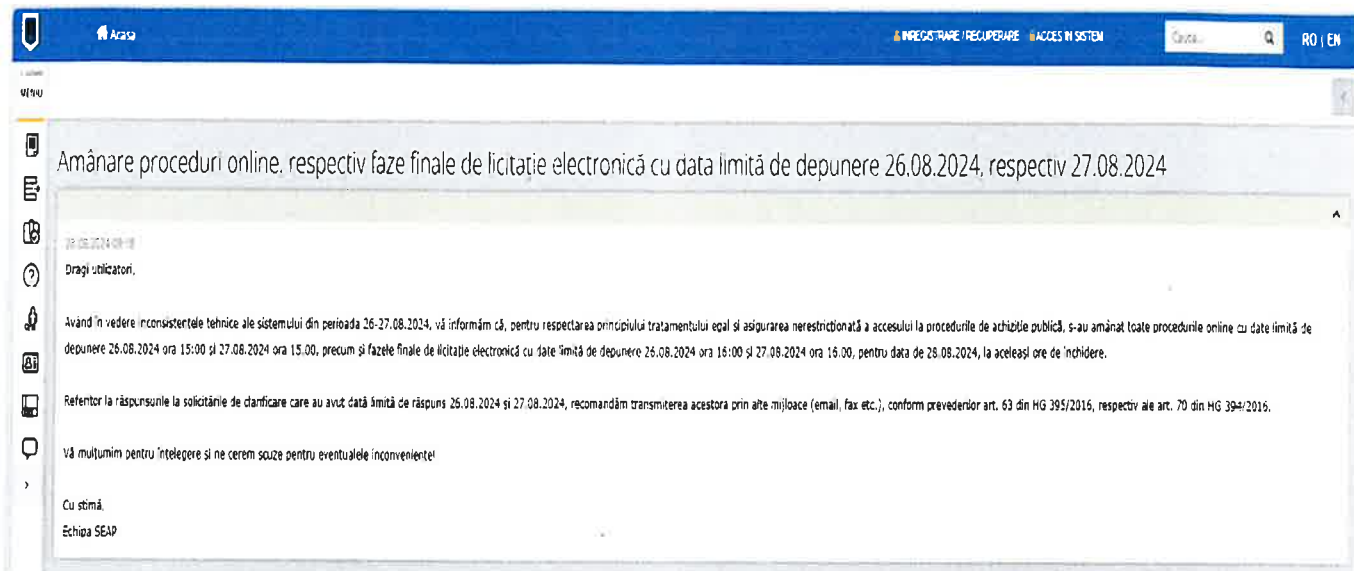 Acasa
INREGISTRARE / RECUPERARE ACCES IN SISTEM
Cauta...
RO | EN
MENIU
Amânare proceduri online, respectiv faze finale de licitație electronică cu data limită de depunere 26.08.2024, respectiv 27.08.2024
Dragi utilizatori,
Având în vedere inconsistențele tehnice ale sistemului din perioada 26-27.08.2024, vă informăm că, pentru respectarea principiului tratamentului egal și asigurarea nerestricționată a accesului la procedurile de achiziție publică, s-au amânat toate procedurile online cu date limită de
depunere 26.08.2024 ora 15:00 și 27.08.2024 ora 15.00, precum și fazele finale de licitație electronică cu date limită de depunere 26.08.2024 ora 16:00 și 27.08.2024 ora 16.00, pentru data de 28.08.2024, la aceleași ore de închidere.
Referitor la răspunsurile la solicitările de clarificare care au avut dată limită de răspuns 26.08.2024 și 27.08.2024, recomandăm transmiterea acestora prin alte mijloace (email, fax etc.), conform prevederilor art. 63 din HG 395/2016, respectiv ale art. 70 din HG 394/2016.
Vă mulțumim pentru înțelegere și ne cerem scuze pentru eventualele inconveniente!
Cu stimă,
Echipa SEAP